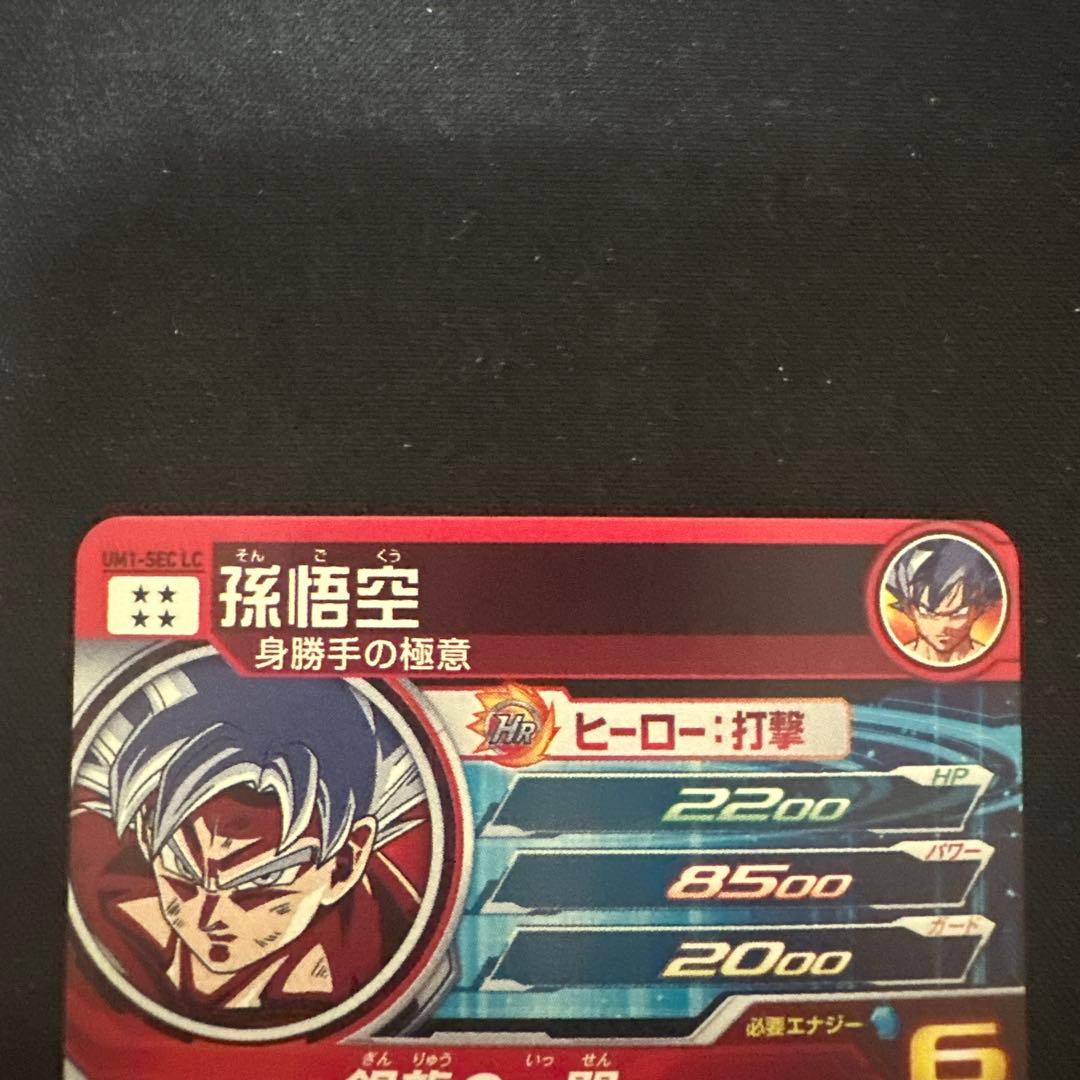 UM1-SEC LC
そん ご くう
孫悟空
身勝手の極意
HR
ヒーロー：打撃
HP
2200
パワー
8500
ガード
2000
必要エナジー
6
ぎん りゅう いっ せん